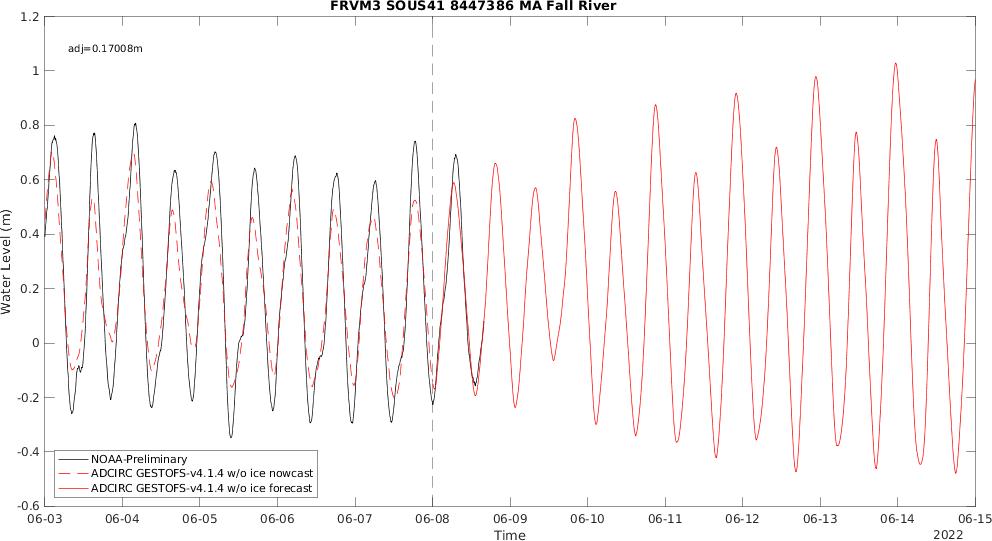 FRVM3 SOUS41 8447386 MA Fall River
adj=0.17008m
Water Level (m)
1.2
1
0.8
0.6
0.4
0.2
0
-0.2
-0.4
-0.6
NOAA-Preliminary
ADCIRC GESTOFS-v4.1.4 w/o ice nowcast
ADCIRC GESTOFS-v4.1.4 w/o ice forecast
06-03 06-04 06-05 06-06 06-07 06-08 06-09 06-10 06-11 06-12 06-13 06-14 06-15
Time
2022